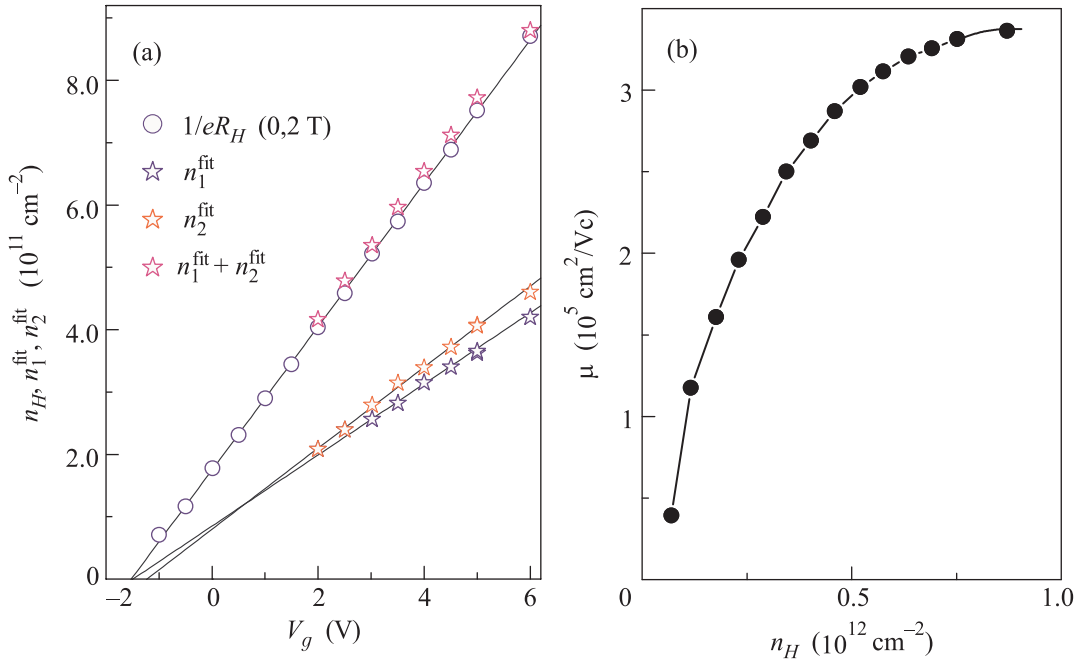 (a)
8.0
6.0
4.0
2.0
0
−2 0 2 4 6
V_g (V)
n_H, n_1^fit, n_2^fit (10^11 cm^−2)
1/eR_H (0,2 T)
n_1^fit
n_2^fit
n_1^fit + n_2^fit
(b)
3
2
1
0 0.5 1.0
μ (10^5 cm^2/Vc)
n_H (10^12 cm^−2)